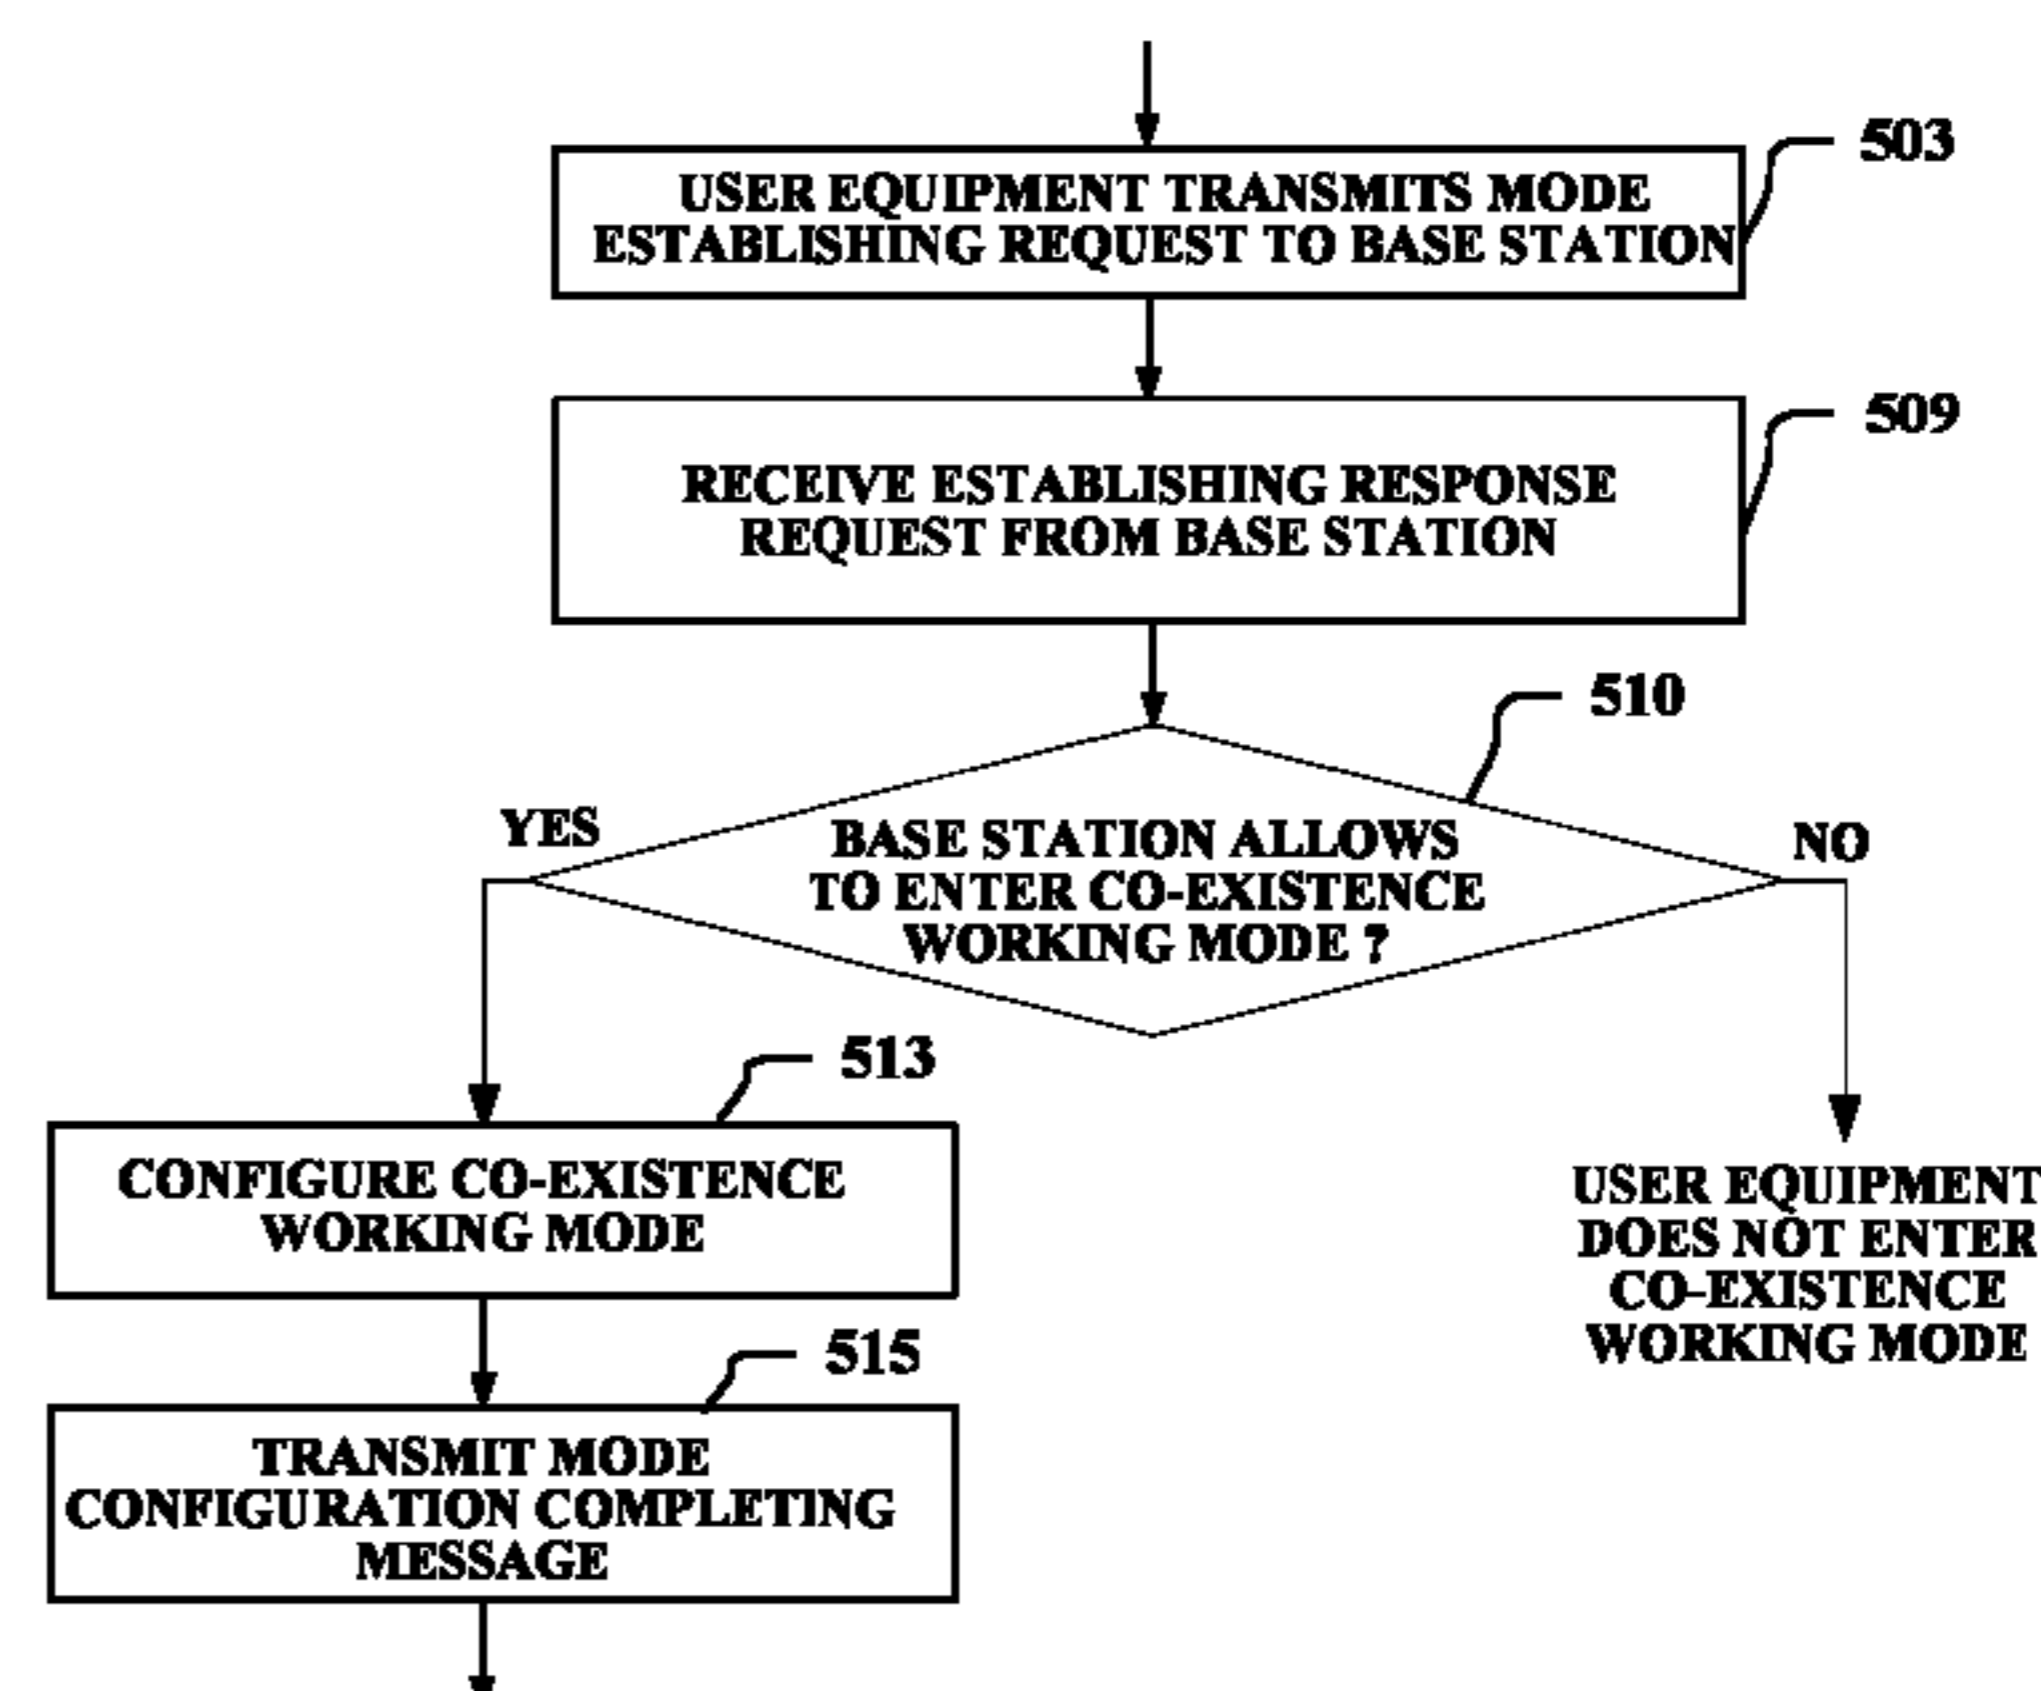 503
USER EQUIPMENT TRANSMITS MODE
ESTABLISHING REQUEST TO BASE STATION
509
RECEIVE ESTABLISHING RESPONSE
REQUEST FROM BASE STATION
510
YES
BASE STATION ALLOWS
TO ENTER CO-EXISTENCE
WORKING MODE ?
NO
513
CONFIGURE CO-EXISTENCE
WORKING MODE
USER EQUIPMENT
DOES NOT ENTER
CO-EXISTENCE
WORKING MODE
515
TRANSMIT MODE
CONFIGURATION COMPLETING
MESSAGE